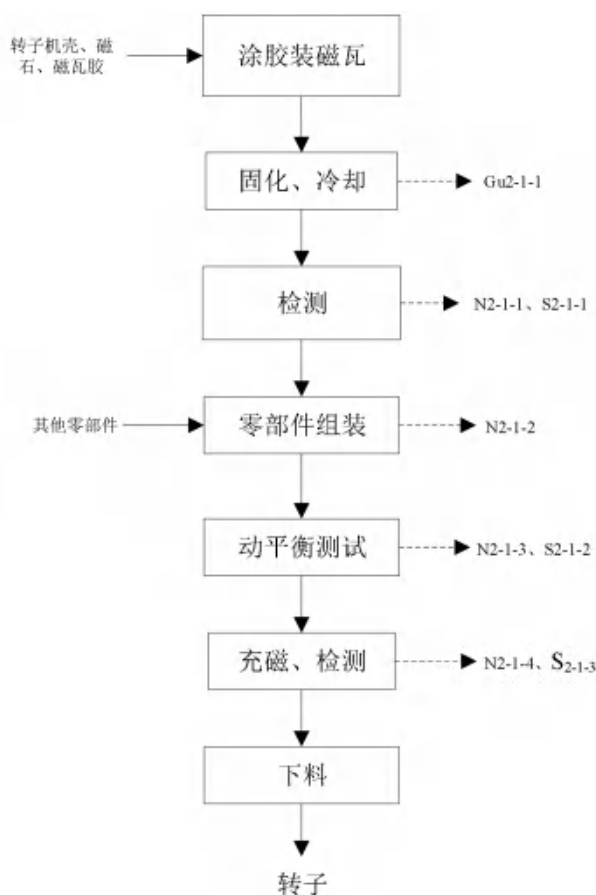 转子机壳、磁
石、磁瓦胶
涂胶装磁瓦
固化、冷却
Gu2-1-1
检测
N2-1-1、S2-1-1
其他零部件
零部件组装
N2-1-2
动平衡测试
N2-1-3、S2-1-2
充磁、检测
N2-1-4、S2-1-3
下料
转子